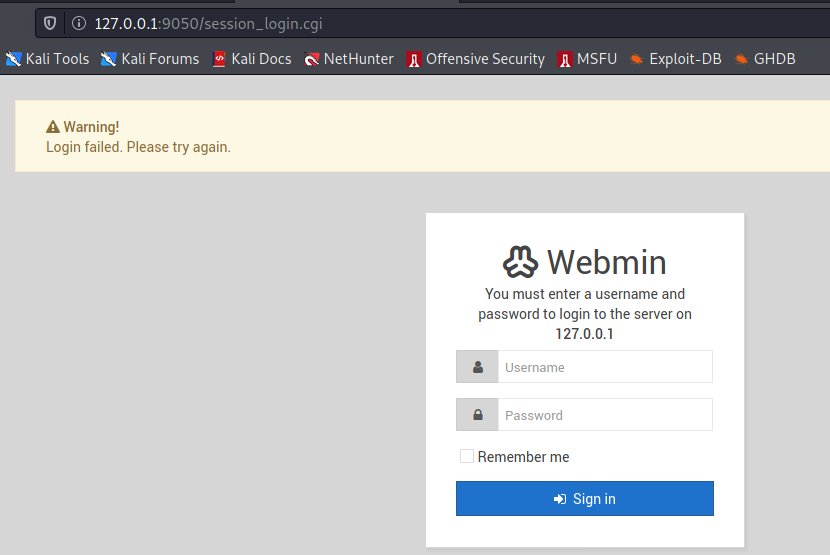 127.0.0.1:9050/session_login.cgi
Kali Tools Kali Forums Kali Docs NetHunter Offensive Security MSFU Exploit-DB GHDB
Warning!
Login failed. Please try again.
Webmin
You must enter a username and
password to login to the server on
127.0.0.1
Username
Password
Remember me
Sign in